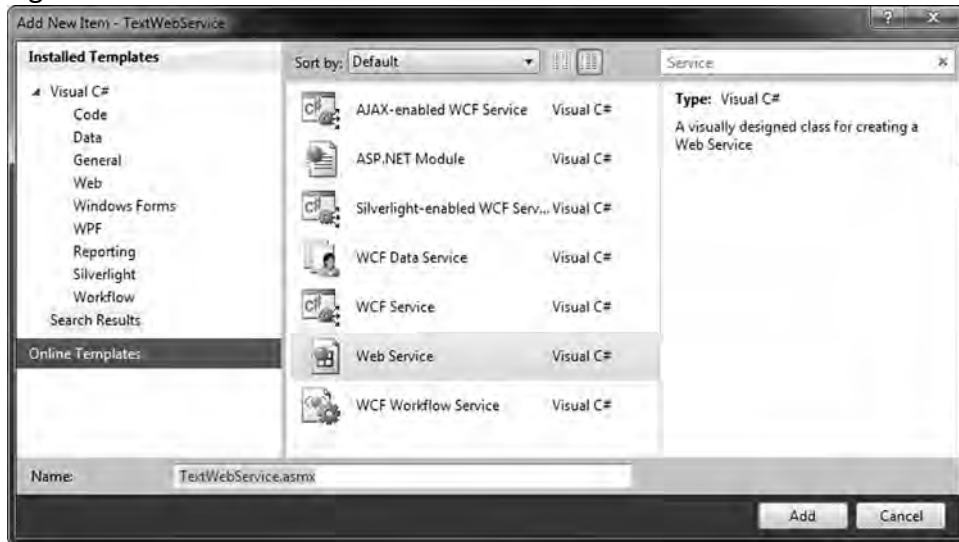 Add New Item - TextWebService
Installed Templates
Visual C#
Code
Data
General
Web
Windows Forms
WPF
Reporting
Silverlight
Workflow
Search Results
Online Templates
Sort by: Default
Service
AJAX-enabled WCF Service Visual C#
ASP.NET Module Visual C#
Silverlight-enabled WCF Serv... Visual C#
WCF Data Service Visual C#
WCF Service Visual C#
Web Service Visual C#
WCF Workflow Service Visual C#
Type: Visual C#
A visually designed class for creating a
Web Service
Name: TextWebService.asmx
Add Cancel